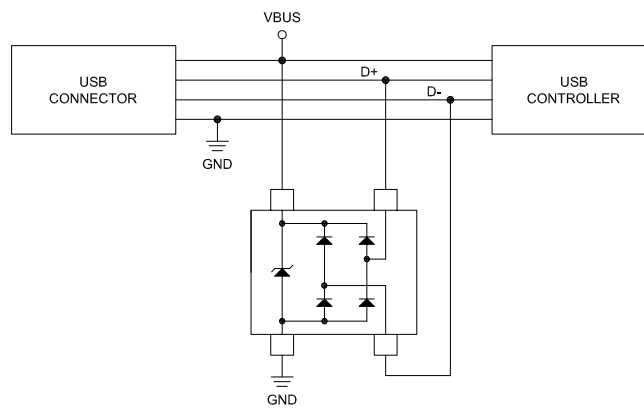 VBUS
USB
CONNECTOR
D+
D-
USB
CONTROLLER
GND
GND